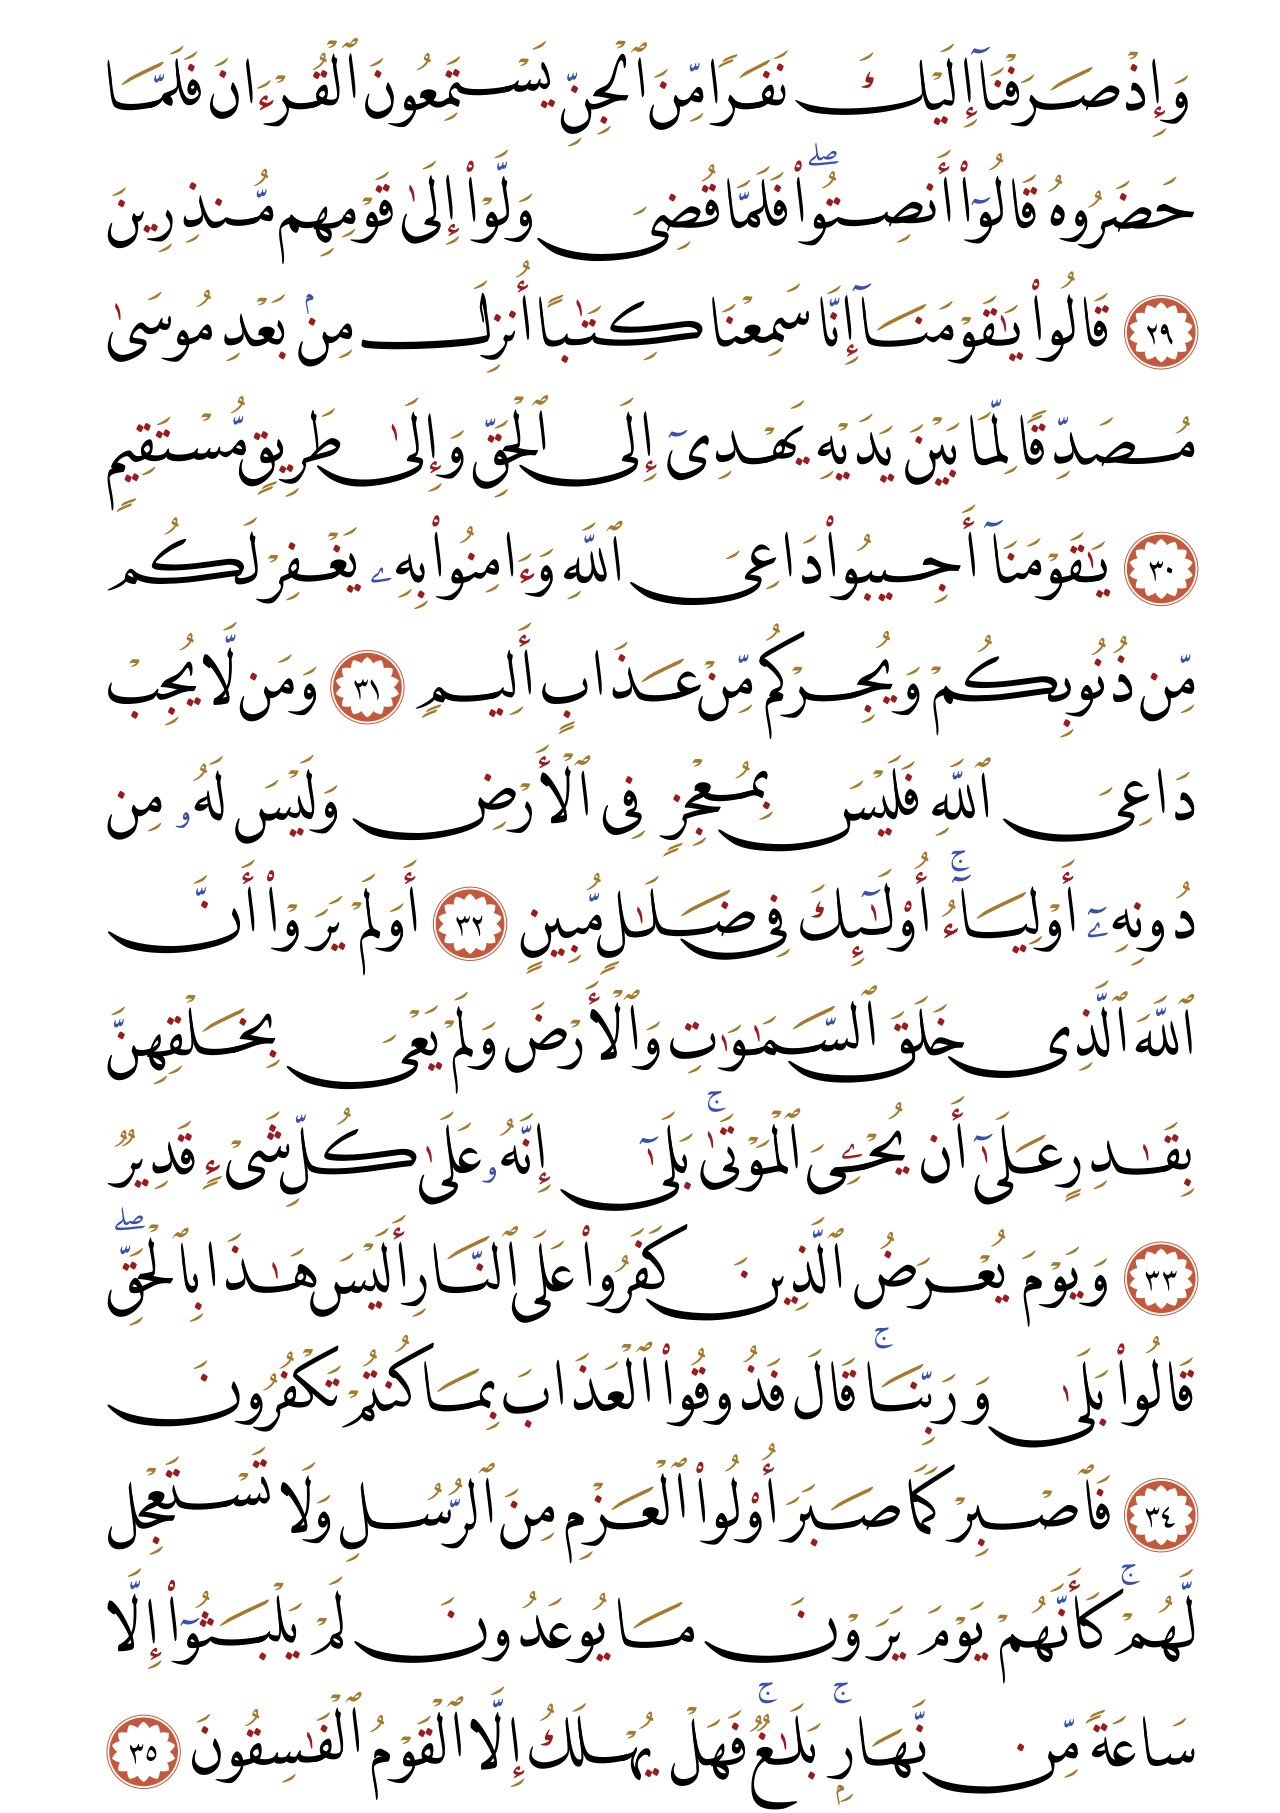 وَإِذْ صَرَفْنَآ إِلَيْكَ نَفَرًا مِّنَ ٱلْجِنِّ يَسْتَمِعُونَ ٱلْقُرْءَانَ فَلَمَّا
حَضَرُوهُ قَالُوٓا۟ أَنصِتُوا۟ ۖ فَلَمَّا قُضِىَ وَلَّوْا۟ إِلَىٰ قَوْمِهِم مُّنذِرِينَ
٢٩ قَالُوا۟ يَـٰقَوْمَنَآ إِنَّا سَمِعْنَا كِتَـٰبًا أُنزِلَ مِنۢ بَعْدِ مُوسَىٰ
مُصَدِّقًا لِّمَا بَيْنَ يَدَيْهِ يَهْدِىٓ إِلَى ٱلْحَقِّ وَإِلَىٰ طَرِيقٍ مُّسْتَقِيمٍ
٣٠ يَـٰقَوْمَنَآ أَجِيبُوا۟ دَاعِىَ ٱللَّهِ وَءَامِنُوا۟ بِهِۦ يَغْفِرْ لَكُم
مِّن ذُنُوبِكُمْ وَيُجِرْكُم مِّنْ عَذَابٍ أَلِيمٍ ٣١ وَمَن لَّا يُجِبْ
دَاعِىَ ٱللَّهِ فَلَيْسَ بِمُعْجِزٍ فِى ٱلْأَرْضِ وَلَيْسَ لَهُۥ مِن
دُونِهِۦٓ أَوْلِيَآءُ ۚ أُو۟لَـٰٓئِكَ فِى ضَلَـٰلٍ مُّبِينٍ ٣٢ أَوَلَمْ يَرَوْا۟ أَنَّ
ٱللَّهَ ٱلَّذِى خَلَقَ ٱلسَّمَـٰوَٰتِ وَٱلْأَرْضَ وَلَمْ يَعْىَ بِخَلْقِهِنَّ
بِقَـٰدِرٍ عَلَىٰٓ أَن يُحْـِۧىَ ٱلْمَوْتَىٰ ۚ بَلَىٰٓ إِنَّهُۥ عَلَىٰ كُلِّ شَىْءٍ قَدِيرٌ
٣٣ وَيَوْمَ يُعْرَضُ ٱلَّذِينَ كَفَرُوا۟ عَلَى ٱلنَّارِ أَلَيْسَ هَـٰذَا بِٱلْحَقِّ ۖ
قَالُوا۟ بَلَىٰ وَرَبِّنَا ۚ قَالَ فَذُوقُوا۟ ٱلْعَذَابَ بِمَا كُنتُمْ تَكْفُرُونَ
٣٤ فَٱصْبِرْ كَمَا صَبَرَ أُو۟لُوا۟ ٱلْعَزْمِ مِنَ ٱلرُّسُلِ وَلَا تَسْتَعْجِل
لَّهُمْ ۚ كَأَنَّهُمْ يَوْمَ يَرَوْنَ مَا يُوعَدُونَ لَمْ يَلْبَثُوٓا۟ إِلَّا
سَاعَةً مِّن نَّهَارٍۭ ۚ بَلَـٰغٌ ۚ فَهَلْ يُهْلَكُ إِلَّا ٱلْقَوْمُ ٱلْفَـٰسِقُونَ ٣٥